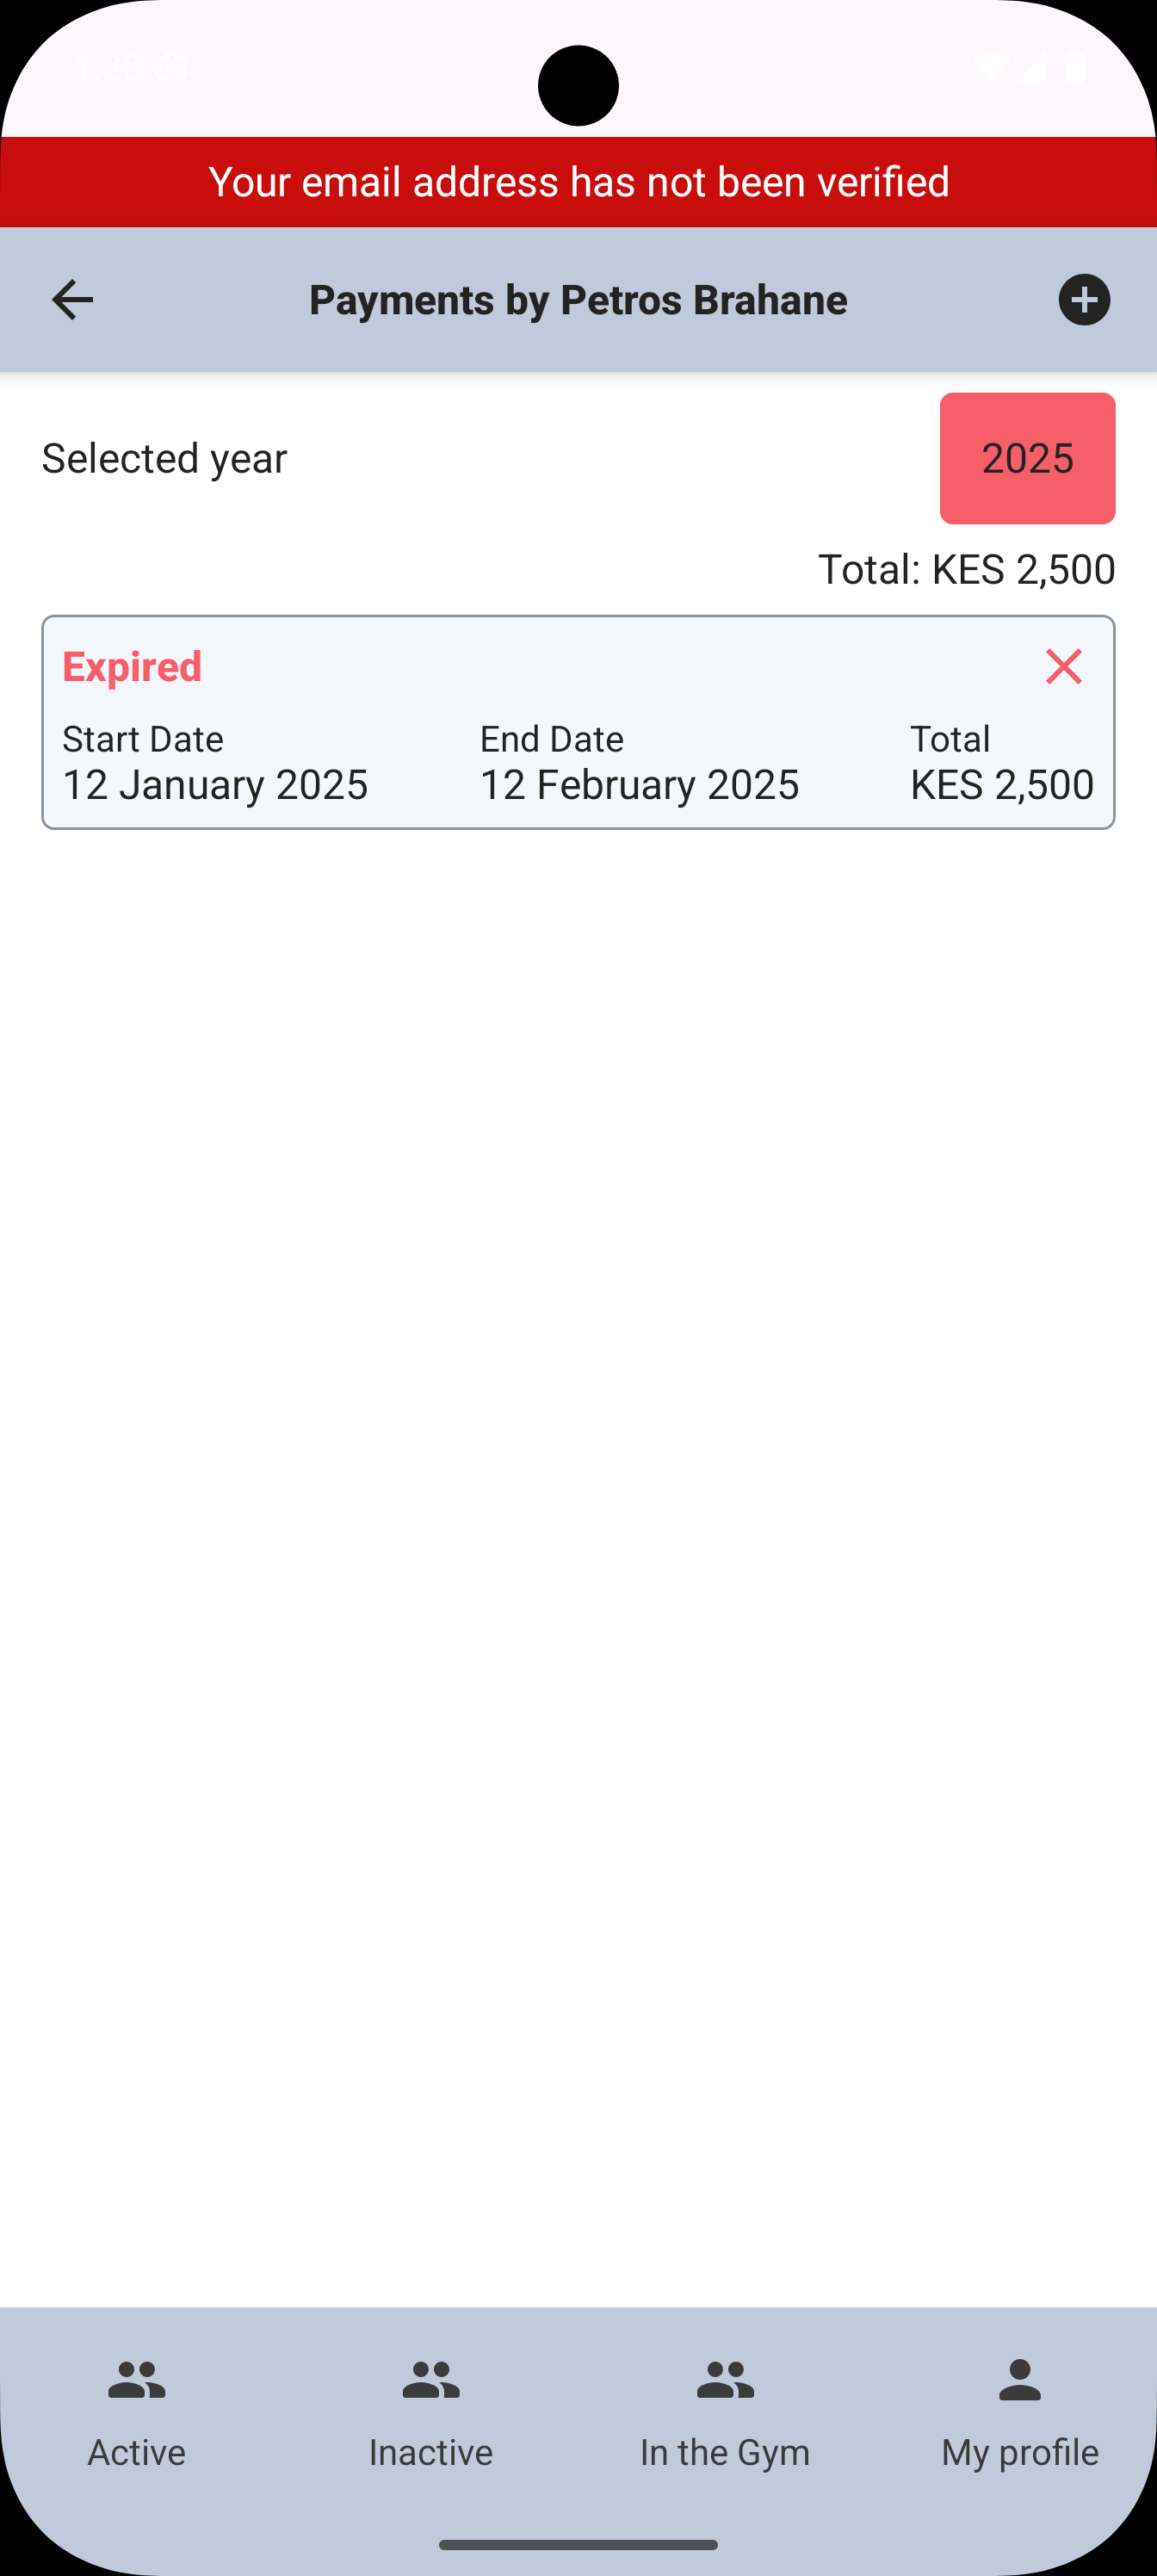 1:20
Your email address has not been verified
Payments by Petros Brahane
Selected year
2025
Total: KES 2,500
Expired
Start Date
12 January 2025
End Date
12 February 2025
Total
KES 2,500
Active
Inactive
In the Gym
My profile